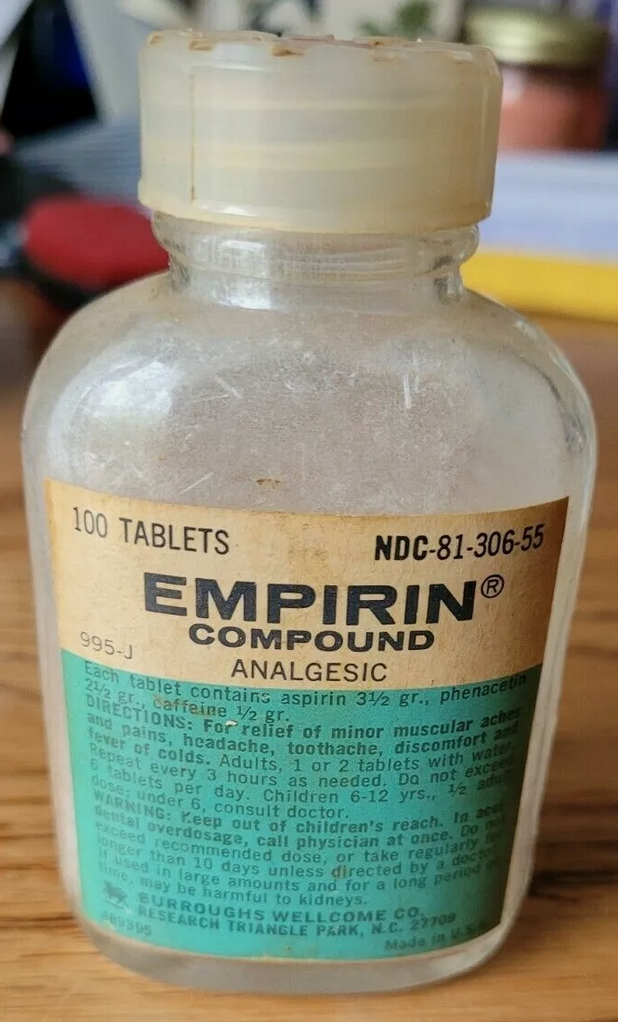 100 TABLETS NDC-81-306-55
EMPIRIN®
COMPOUND
995-J
ANALGESIC
Each tablet contains aspirin 3½ gr., phenacetin
2½ gr., caffeine ½ gr.
DIRECTIONS: For relief of minor muscular aches
and pains, headache, toothache, discomfort and
fever of colds. Adults, 1 or 2 tablets with water.
Repeat every 3 hours as needed. Do not exceed
6 tablets per day. Children 6-12 yrs., ½ adult
dose; under 6, consult doctor.
WARNING: Keep out of children's reach. In acci-
dental overdosage, call physician at once. Do not
exceed recommended dose, or take regularly for
longer than 10 days unless directed by a doctor.
If used in large amounts and for a long period of
time, may be harmful to kidneys.
BURROUGHS WELLCOME CO.
RESEARCH TRIANGLE PARK, N.C. 27709
Made in U.S.